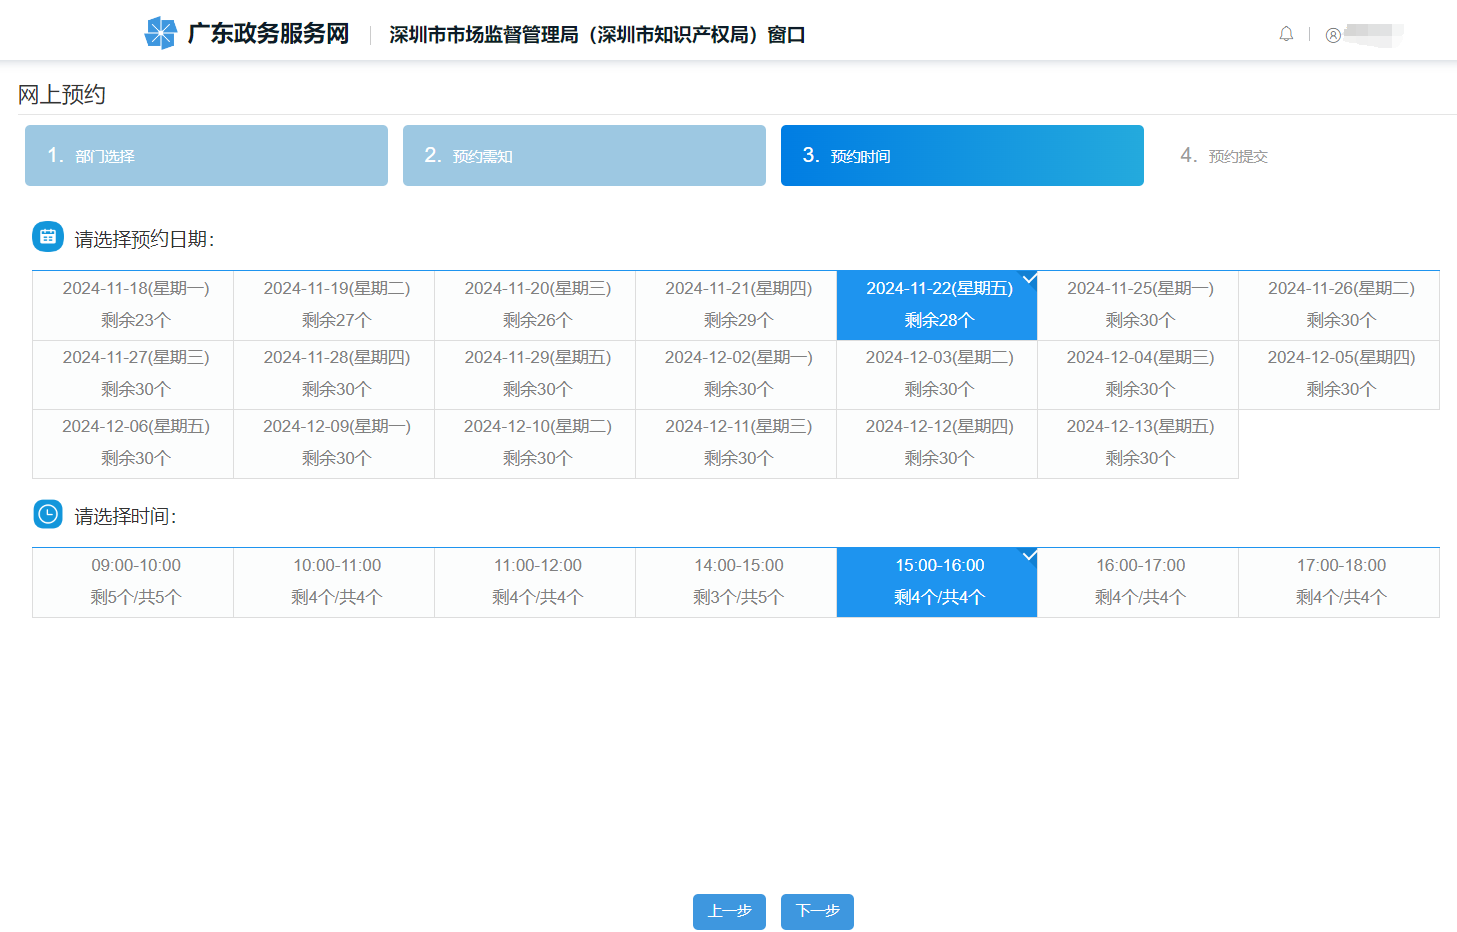 广东政务服务网 深圳市市场监督管理局（深圳市知识产权局）窗口
网上预约
1. 部门选择 2. 预约需知 3. 预约时间 4. 预约提交
请选择预约日期：
2024-11-18(星期一) 2024-11-19(星期二) 2024-11-20(星期三) 2024-11-21(星期四) 2024-11-22(星期五) 2024-11-25(星期一) 2024-11-26(星期二)
剩余23个 剩余27个 剩余26个 剩余29个 剩余28个 剩余30个 剩余30个
2024-11-27(星期三) 2024-11-28(星期四) 2024-11-29(星期五) 2024-12-02(星期一) 2024-12-03(星期二) 2024-12-04(星期三) 2024-12-05(星期四)
剩余30个 剩余30个 剩余30个 剩余30个 剩余30个 剩余30个 剩余30个
2024-12-06(星期五) 2024-12-09(星期一) 2024-12-10(星期二) 2024-12-11(星期三) 2024-12-12(星期四) 2024-12-13(星期五)
剩余30个 剩余30个 剩余30个 剩余30个 剩余30个 剩余30个
请选择时间：
09:00-10:00 10:00-11:00 11:00-12:00 14:00-15:00 15:00-16:00 16:00-17:00 17:00-18:00
剩5个/共5个 剩4个/共4个 剩4个/共4个 剩3个/共5个 剩4个/共4个 剩4个/共4个 剩4个/共4个
上一步 下一步